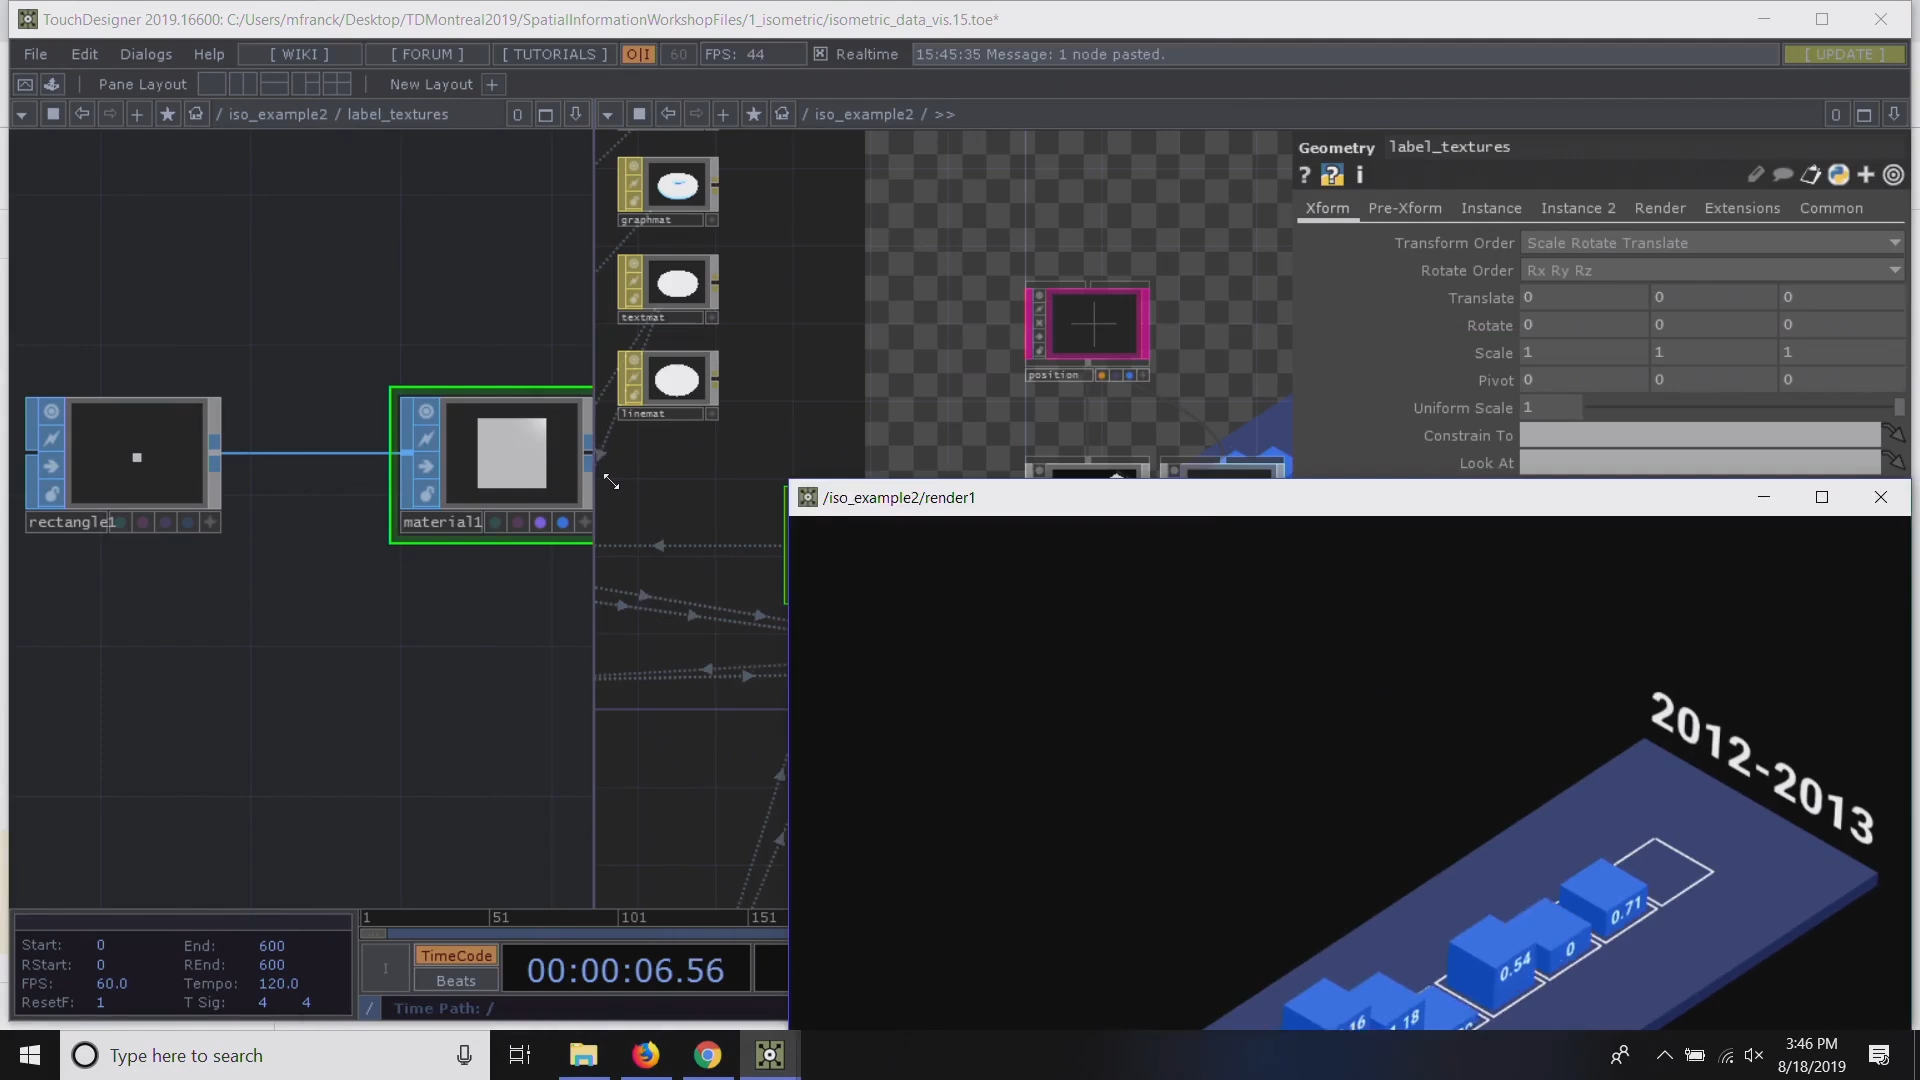 TouchDesigner 2019.16600: C:/Users/mfranck/Desktop/TDMontreal2019/SpatialInformationWorkshopFiles/1_isometric/isometric_data_vis.15.toe*
File Edit Dialogs Help [ WIKI ] [ FORUM ] [ TUTORIALS ] O|I 60 FPS: 44 Realtime 15:45:35 Message: 1 node pasted. [ UPDATE ]
Pane Layout New Layout +
/ iso_example2 / label_textures 0
/ iso_example2 / >> 0
graphmat
textmat
linemat
position
rectangle1
material1
Geometry label_textures
? ? i
Xform Pre-Xform Instance Instance 2 Render Extensions Common
Transform Order Scale Rotate Translate
Rotate Order Rx Ry Rz
Translate 0 0 0
Rotate 0 0 0
Scale 1 1 1
Pivot 0 0 0
Uniform Scale 1
Constrain To
Look At
/iso_example2/render1
2012-2013
0.71
0
0.54
.18
16
1 51 101 151
Start: 0 End: 600
RStart: 0 REnd: 600
FPS: 60.0 Tempo: 120.0
ResetF: 1 T Sig: 4 4
I TimeCode 00:00:06.56
Beats
/ Time Path: /
Type here to search
3:46 PM
8/18/2019